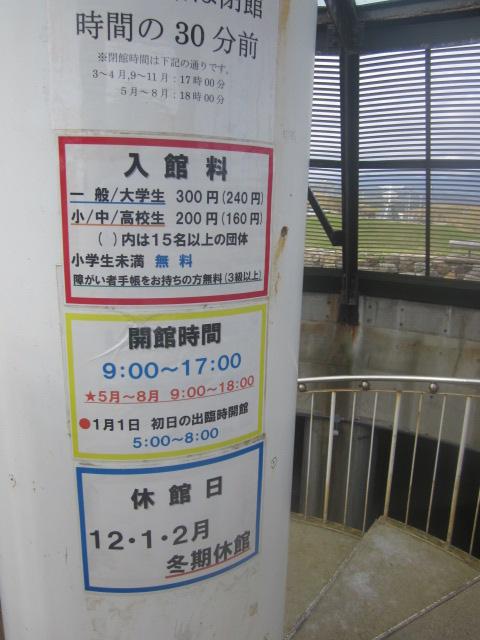 は閉館
時間の30分前
※閉館時間は下記の通りです。
3～4月,9～11月：17時00分
5月～8月：18時00分
入館料
一般/大学生 300円(240円)
小/中/高校生 200円(160円)
( )内は15名以上の団体
小学生未満 無料
障がい者手帳をお持ちの方無料(3級以上)
開館時間
9:00～17:00
★5月～8月 9:00～18:00
●1月1日 初日の出臨時開館
5:00～8:00
休館日
12・1・2月
冬期休館